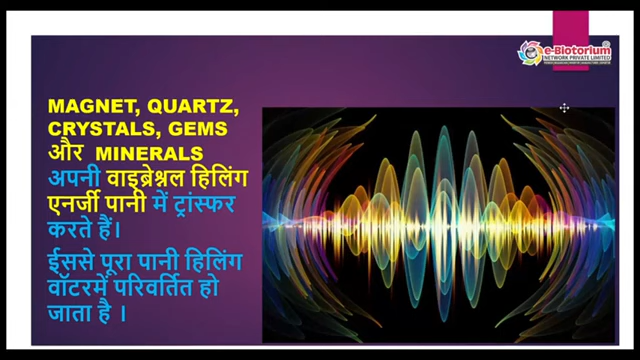 e-Biotorium
NETWORK PRIVATE LIMITED
MAGNET, QUARTZ,
CRYSTALS, GEMS
और MINERALS
अपनी वाइब्रेश्नल हिलिंग
एनर्जी पानी में ट्रांस्फर
करते हैं।
ईससे पूरा पानी हिलिंग
वॉटरमें परिवर्तित हो
जाता है ।